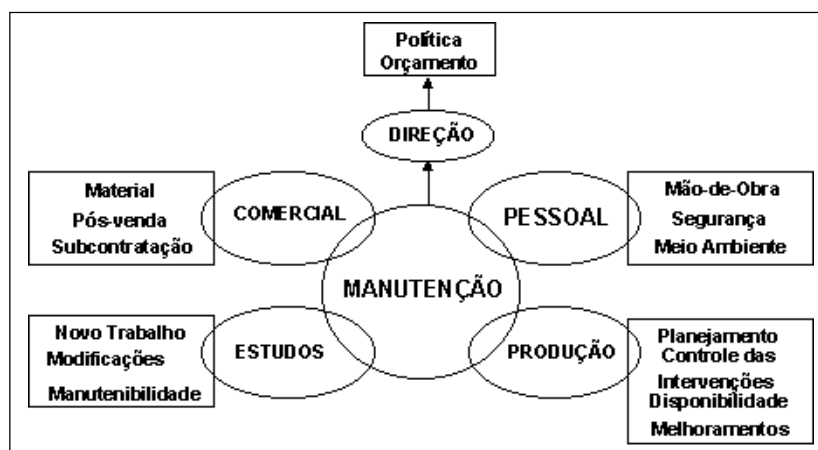 Política
Orçamento
DIREÇÃO
Material
Pós-venda
Subcontratação
COMERCIAL
PESSOAL
Mão-de-Obra
Segurança
Meio Ambiente
MANUTENÇÃO
Novo Trabalho
Modificações
Manutenibilidade
ESTUDOS
PRODUÇÃO
Planejamento
Controle das
Intervenções
Disponibilidade
Melhoramentos